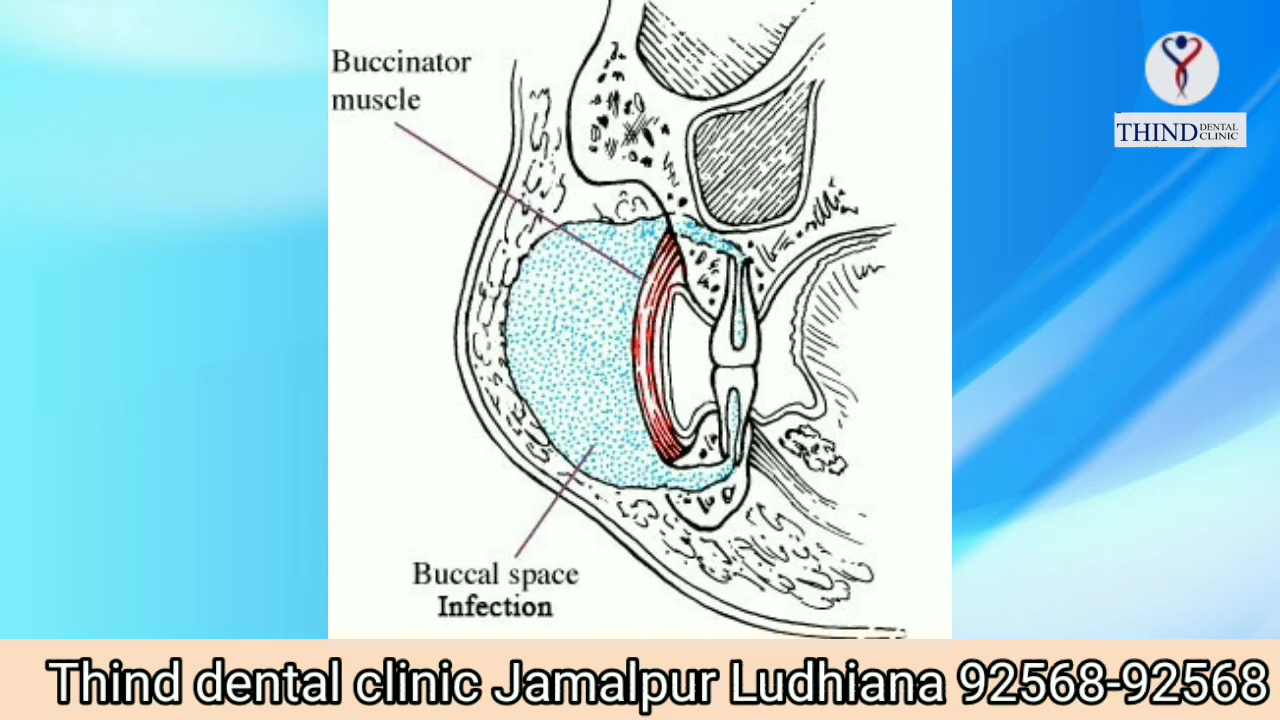 Buccinator
muscle
THIND DENTAL
CLINIC
Buccal space
Infection
Thind dental clinic Jamalpur Ludhiana 92568-92568